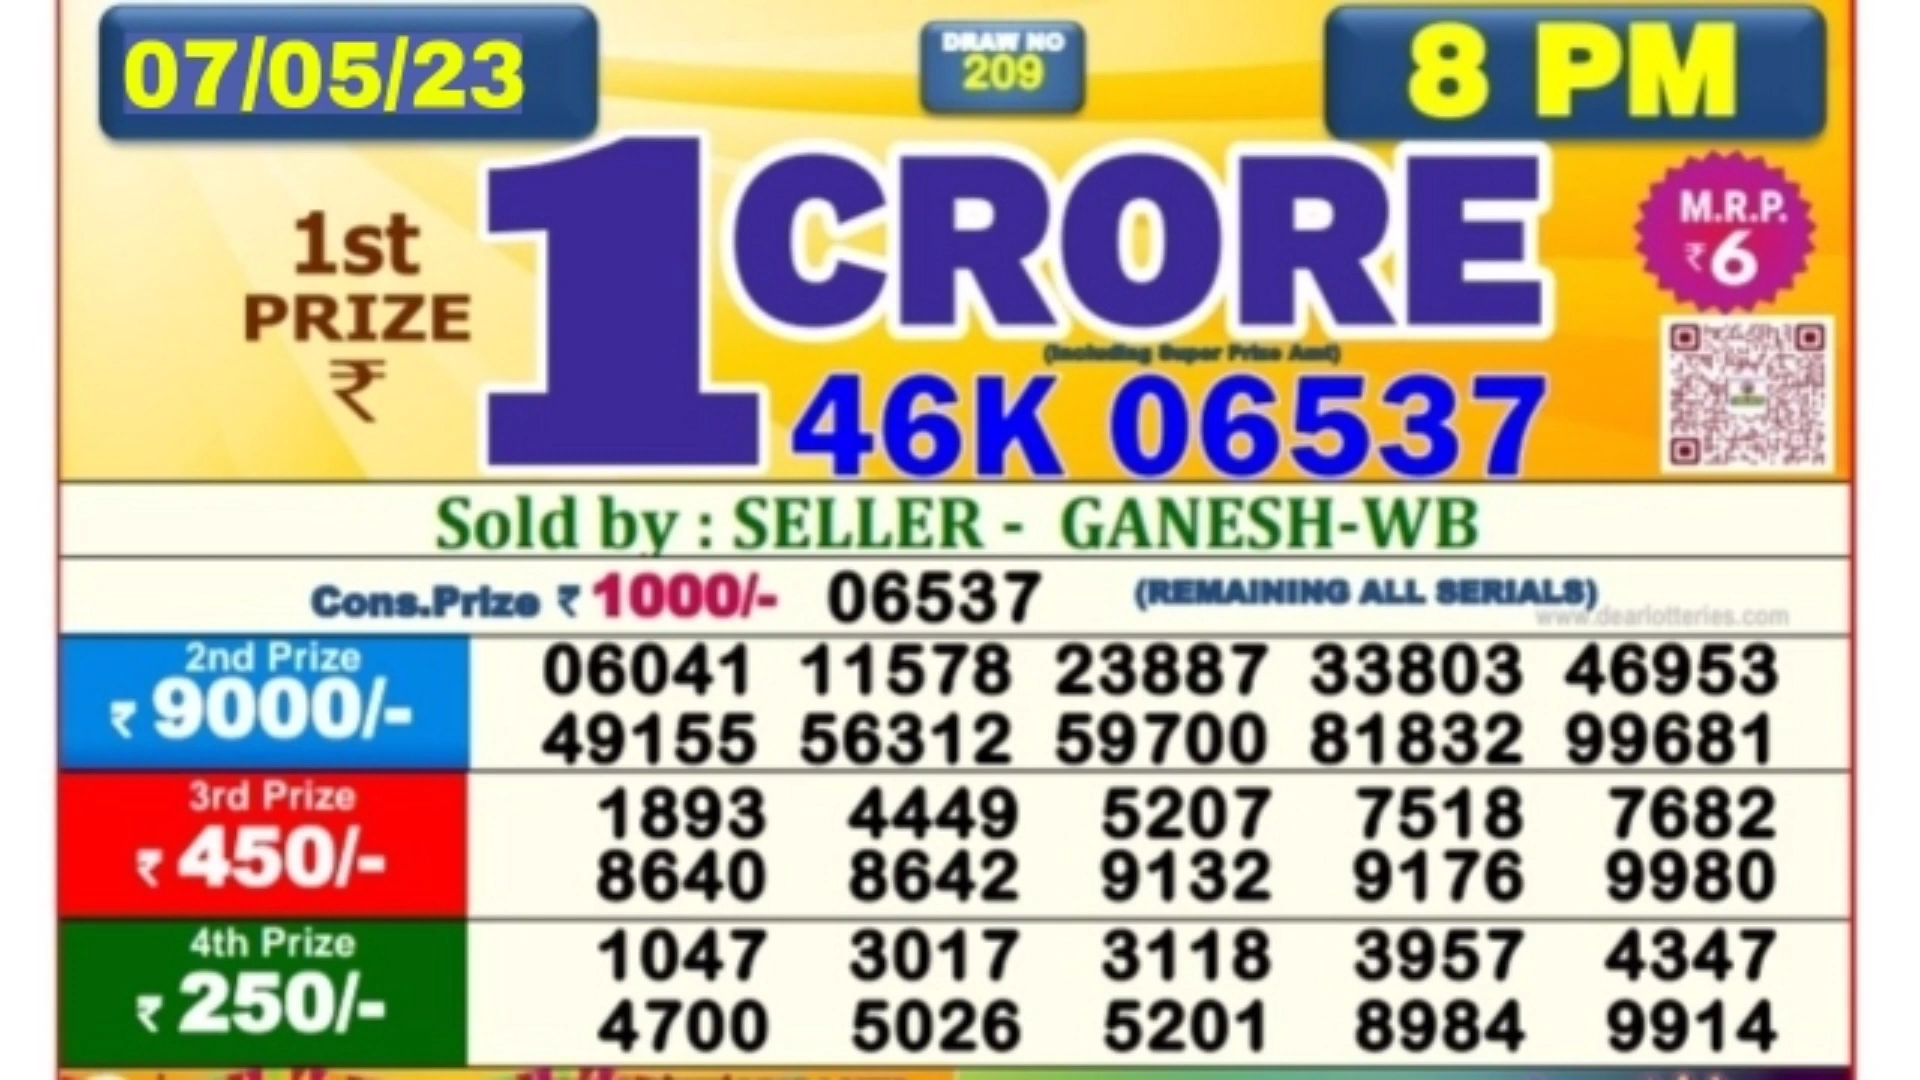 07/05/23
DRAW NO
209
8 PM
1st
PRIZE
₹
1 CRORE
(Including Super Prize Amt)
46K 06537
M.R.P.
₹6
Sold by : SELLER - GANESH-WB
Cons.Prize ₹ 1000/- 06537 (REMAINING ALL SERIALS)
www.dearlotteries.com
2nd Prize
₹ 9000/-
06041 11578 23887 33803 46953
49155 56312 59700 81832 99681
3rd Prize
₹ 450/-
1893 4449 5207 7518 7682
8640 8642 9132 9176 9980
4th Prize
₹ 250/-
1047 3017 3118 3957 4347
4700 5026 5201 8984 9914